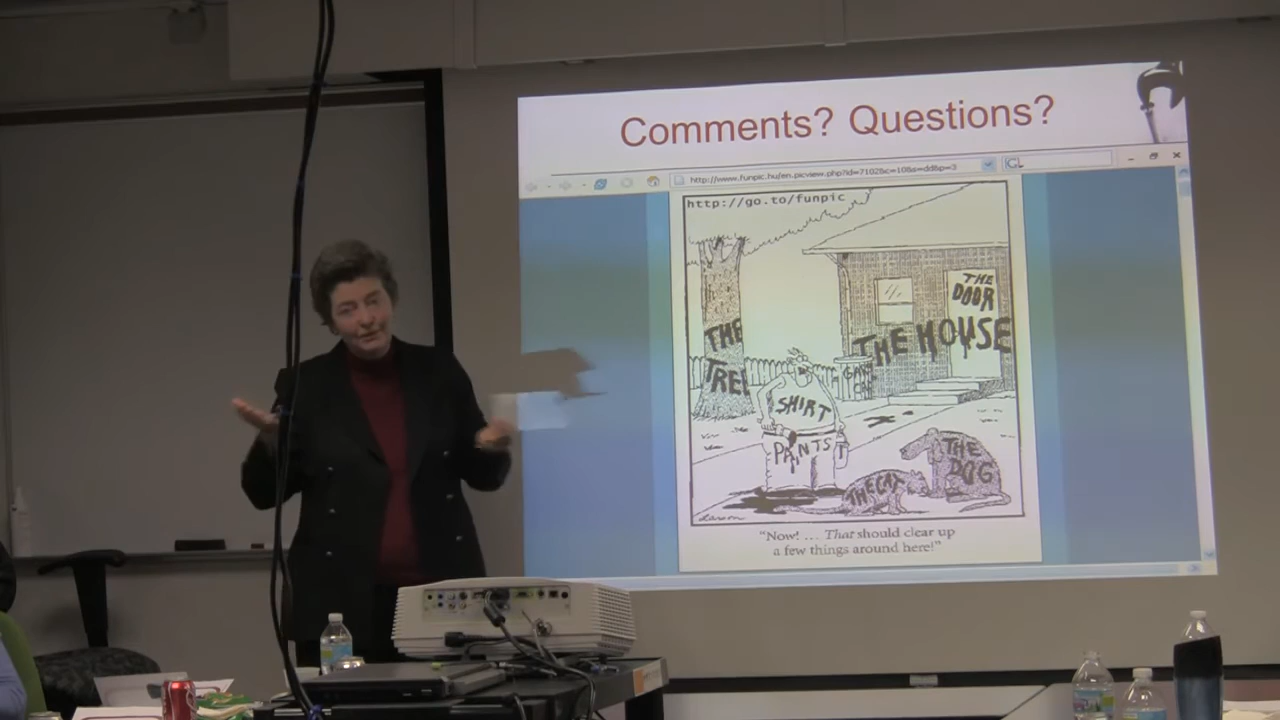 Comments? Questions?
http://go.to/funpic
THE
DOOR
THE HOUSE
THE
TREE
SHIRT
PANTS
THE CAT
THE
DOG
Larson
"Now! ... That should clear up
a few things around here!"